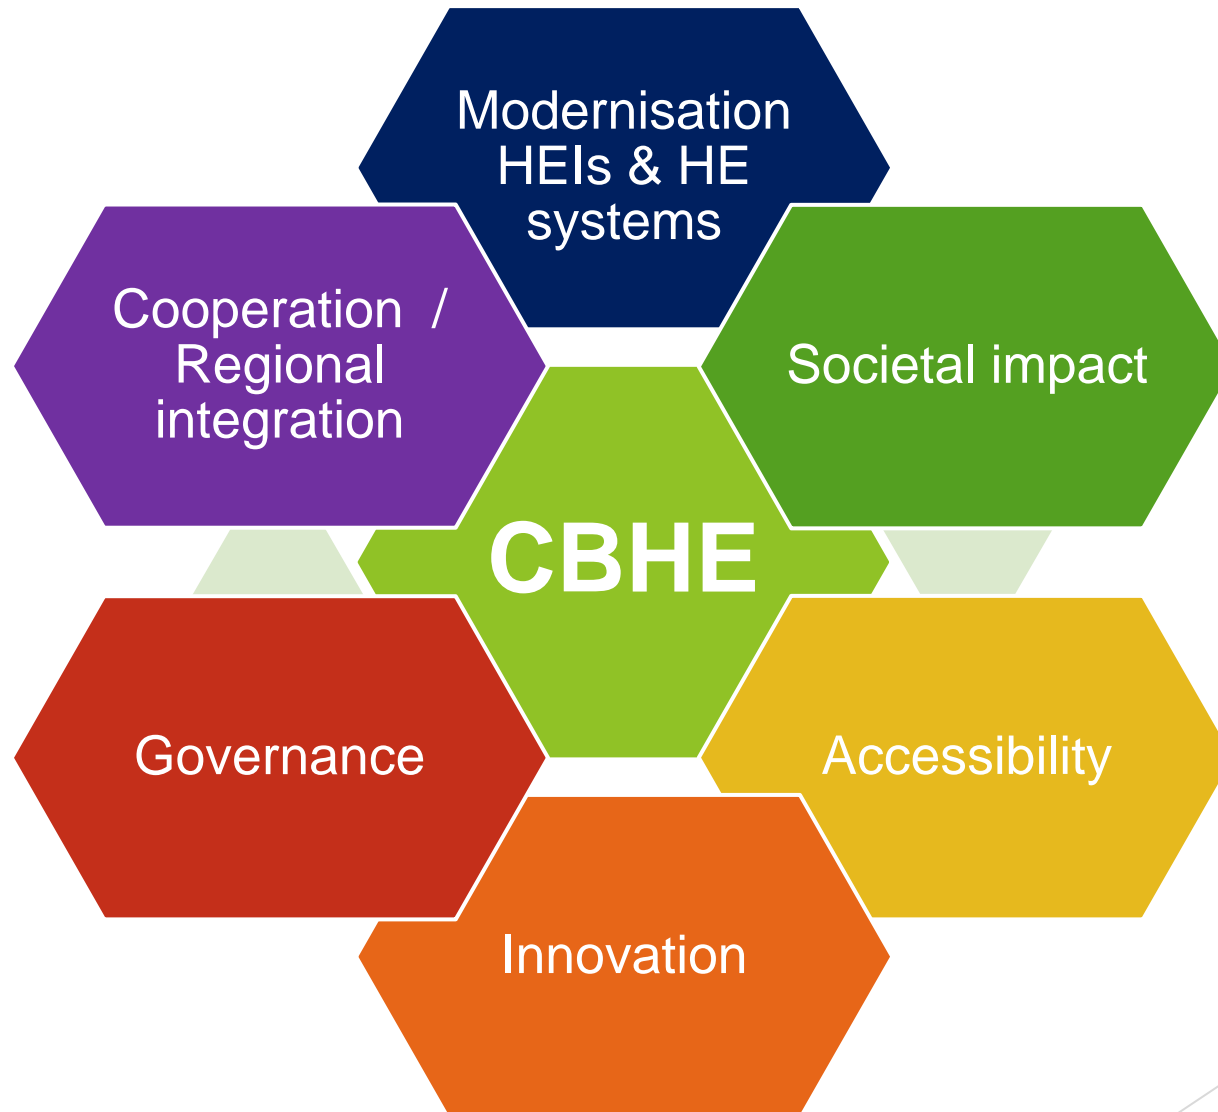 Modernisation
HEIs & HE
systems
Cooperation /
Regional
integration
Societal impact
CBHE
Governance
Accessibility
Innovation